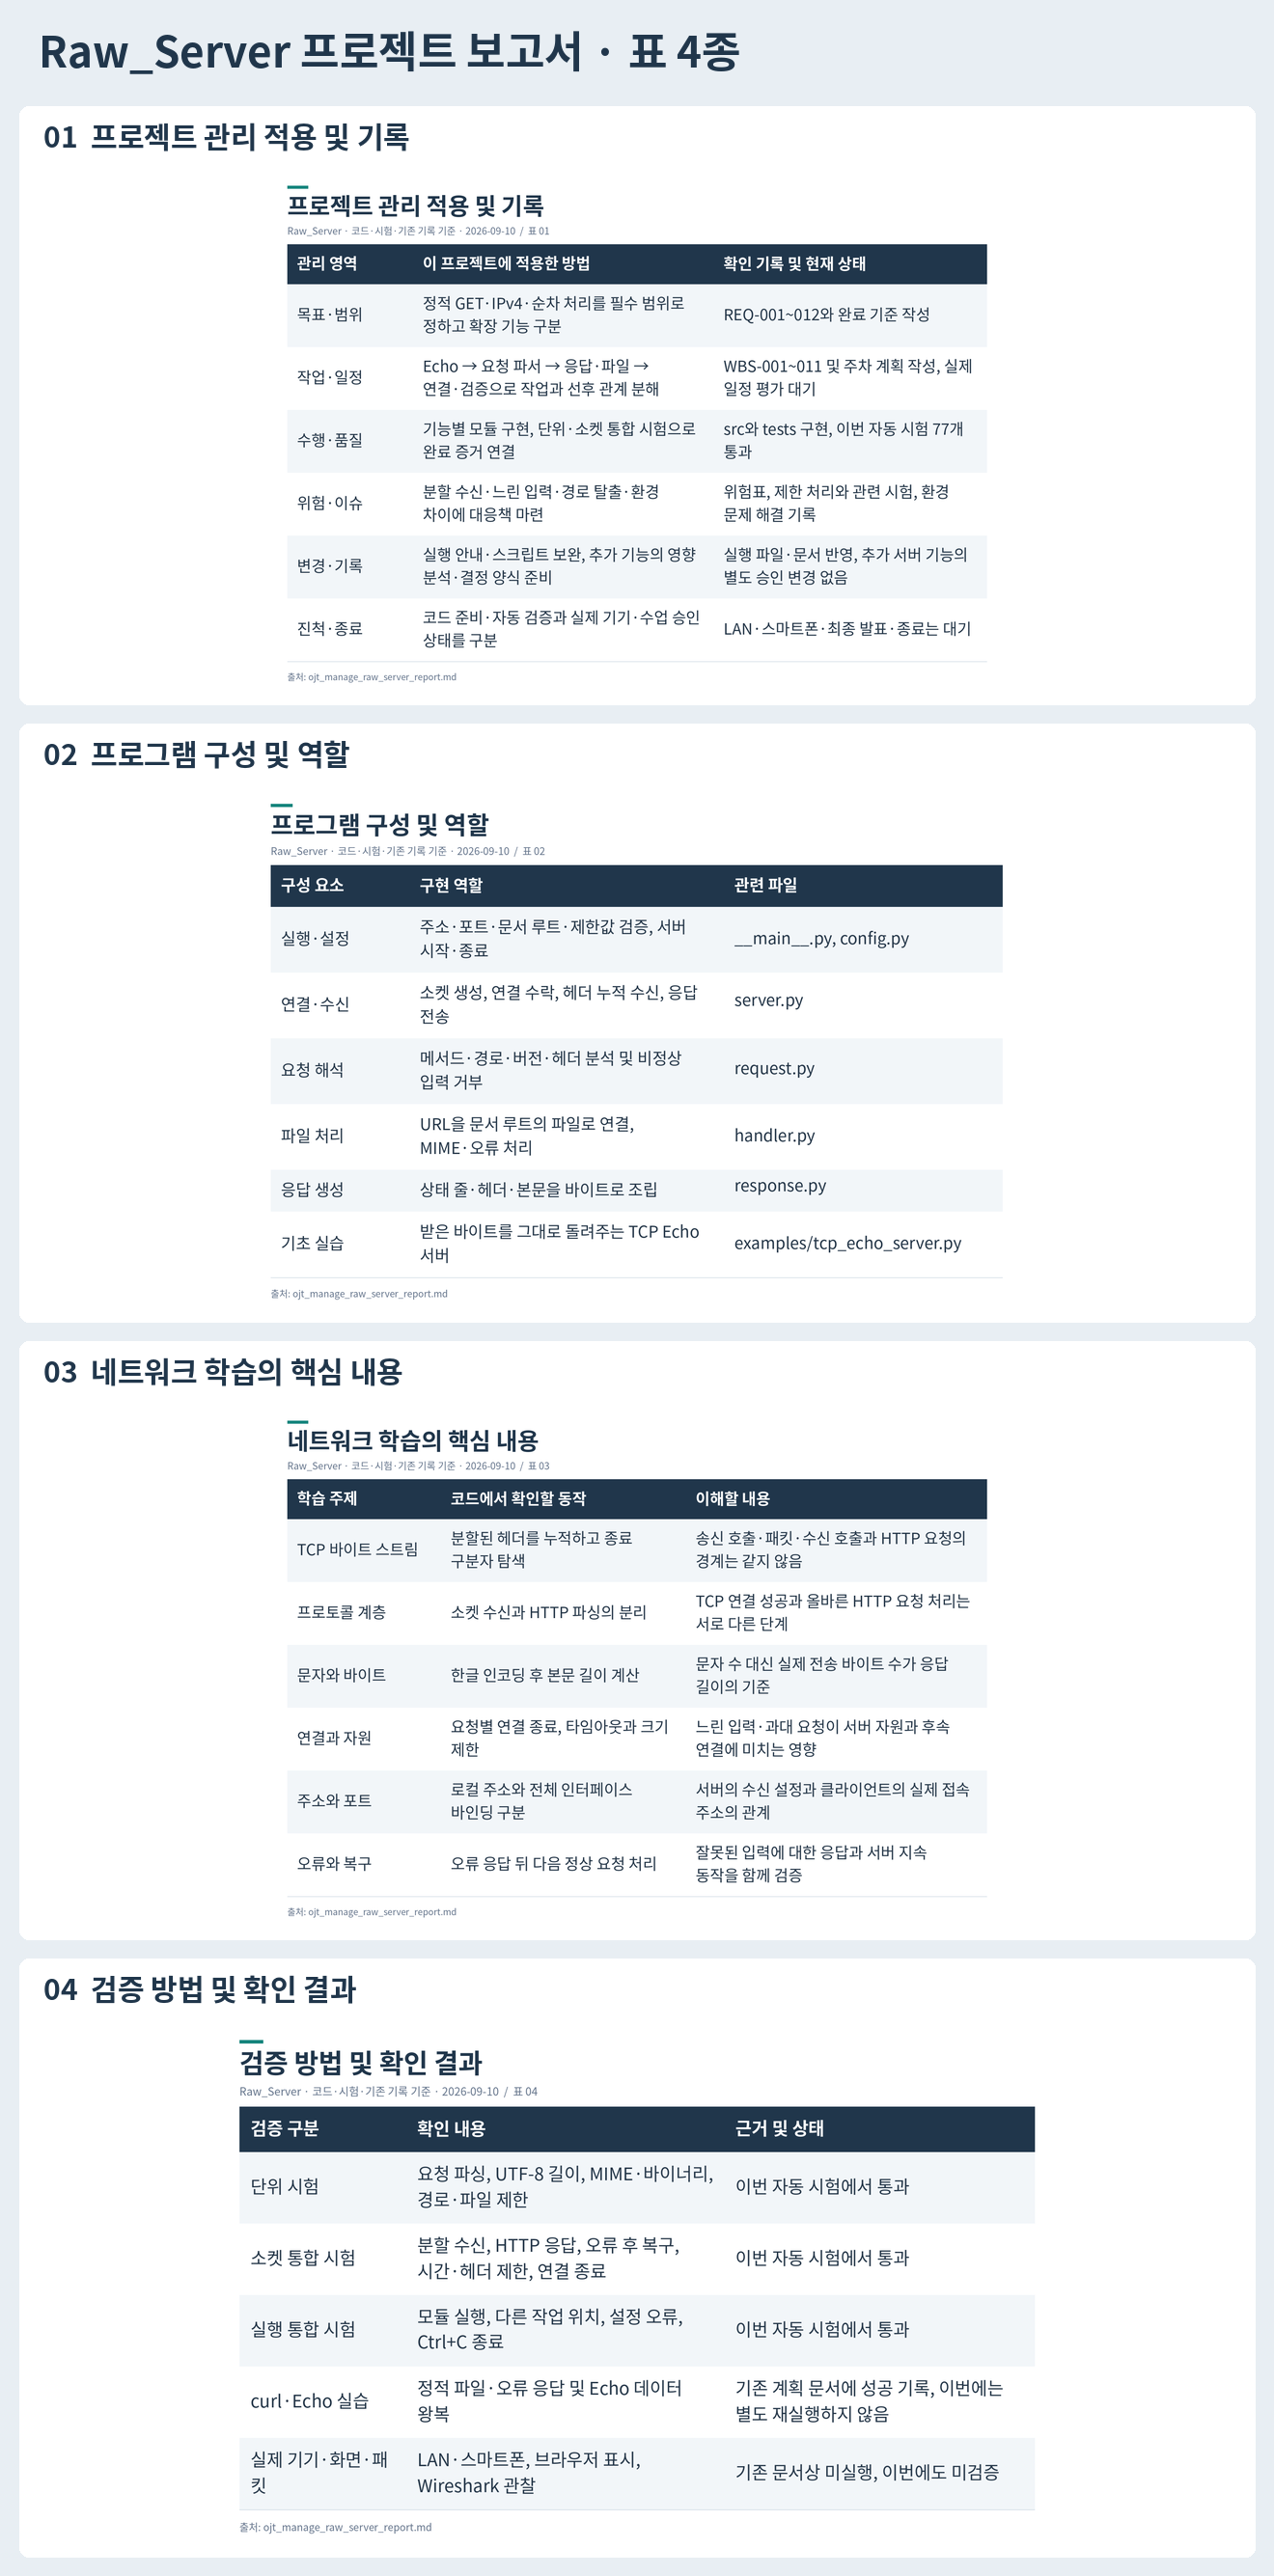 Raw_Server 프로젝트 보고서 · 표 4종
01 프로젝트 관리 적용 및 기록
프로젝트 관리 적용 및 기록
Raw_Server · 코드·시험·기존 기록 기준 · 2026-09-10 / 표 01
관리 영역 이 프로젝트에 적용한 방법 확인 기록 및 현재 상태
목표·범위 정적 GET·IPv4·순차 처리를 필수 범위로
정하고 확장 기능 구분
REQ-001~012와 완료 기준 작성
작업·일정 Echo → 요청 파서 → 응답·파일 →
연결·검증으로 작업과 선후 관계 분해
WBS-001~011 및 주차 계획 작성, 실제
일정 평가 대기
수행·품질 기능별 모듈 구현, 단위·소켓 통합 시험으로
완료 증거 연결
src와 tests 구현, 이번 자동 시험 77개
통과
위험·이슈 분할 수신·느린 입력·경로 탈출·환경
차이에 대응책 마련
위험표, 제한 처리와 관련 시험, 환경
문제 해결 기록
변경·기록 실행 안내·스크립트 보완, 추가 기능의 영향
분석·결정 양식 준비
실행 파일·문서 반영, 추가 서버 기능의
별도 승인 변경 없음
진척·종료 코드 준비·자동 검증과 실제 기기·수업 승인
상태를 구분
LAN·스마트폰·최종 발표·종료는 대기
출처: ojt_manage_raw_server_report.md
02 프로그램 구성 및 역할
프로그램 구성 및 역할
Raw_Server · 코드·시험·기존 기록 기준 · 2026-09-10 / 표 02
구성 요소 구현 역할 관련 파일
실행·설정 주소·포트·문서 루트·제한값 검증, 서버
시작·종료
__main__.py, config.py
연결·수신 소켓 생성, 연결 수락, 헤더 누적 수신, 응답
전송
server.py
요청 해석 메서드·경로·버전·헤더 분석 및 비정상
입력 거부
request.py
파일 처리 URL을 문서 루트의 파일로 연결,
MIME·오류 처리
handler.py
응답 생성 상태 줄·헤더·본문을 바이트로 조립 response.py
기초 실습 받은 바이트를 그대로 돌려주는 TCP Echo
서버
examples/tcp_echo_server.py
출처: ojt_manage_raw_server_report.md
03 네트워크 학습의 핵심 내용
네트워크 학습의 핵심 내용
Raw_Server · 코드·시험·기존 기록 기준 · 2026-09-10 / 표 03
학습 주제 코드에서 확인할 동작 이해할 내용
TCP 바이트 스트림 분할된 헤더를 누적하고 종료
구분자 탐색
송신 호출·패킷·수신 호출과 HTTP 요청의
경계는 같지 않음
프로토콜 계층 소켓 수신과 HTTP 파싱의 분리
TCP 연결 성공과 올바른 HTTP 요청 처리는
서로 다른 단계
문자와 바이트 한글 인코딩 후 본문 길이 계산
문자 수 대신 실제 전송 바이트 수가 응답
길이의 기준
연결과 자원 요청별 연결 종료, 타임아웃과 크기
제한
느린 입력·과대 요청이 서버 자원과 후속
연결에 미치는 영향
주소와 포트 로컬 주소와 전체 인터페이스
바인딩 구분
서버의 수신 설정과 클라이언트의 실제 접속
주소의 관계
오류와 복구 오류 응답 뒤 다음 정상 요청 처리
잘못된 입력에 대한 응답과 서버 지속
동작을 함께 검증
출처: ojt_manage_raw_server_report.md
04 검증 방법 및 확인 결과
검증 방법 및 확인 결과
Raw_Server · 코드·시험·기존 기록 기준 · 2026-09-10 / 표 04
검증 구분 확인 내용 근거 및 상태
단위 시험 요청 파싱, UTF-8 길이, MIME·바이너리,
경로·파일 제한
이번 자동 시험에서 통과
소켓 통합 시험 분할 수신, HTTP 응답, 오류 후 복구,
시간·헤더 제한, 연결 종료
이번 자동 시험에서 통과
실행 통합 시험 모듈 실행, 다른 작업 위치, 설정 오류,
Ctrl+C 종료
이번 자동 시험에서 통과
curl·Echo 실습 정적 파일·오류 응답 및 Echo 데이터
왕복
기존 계획 문서에 성공 기록, 이번에는
별도 재실행하지 않음
실제 기기·화면·패
킷
LAN·스마트폰, 브라우저 표시,
Wireshark 관찰
기존 문서상 미실행, 이번에도 미검증
출처: ojt_manage_raw_server_report.md